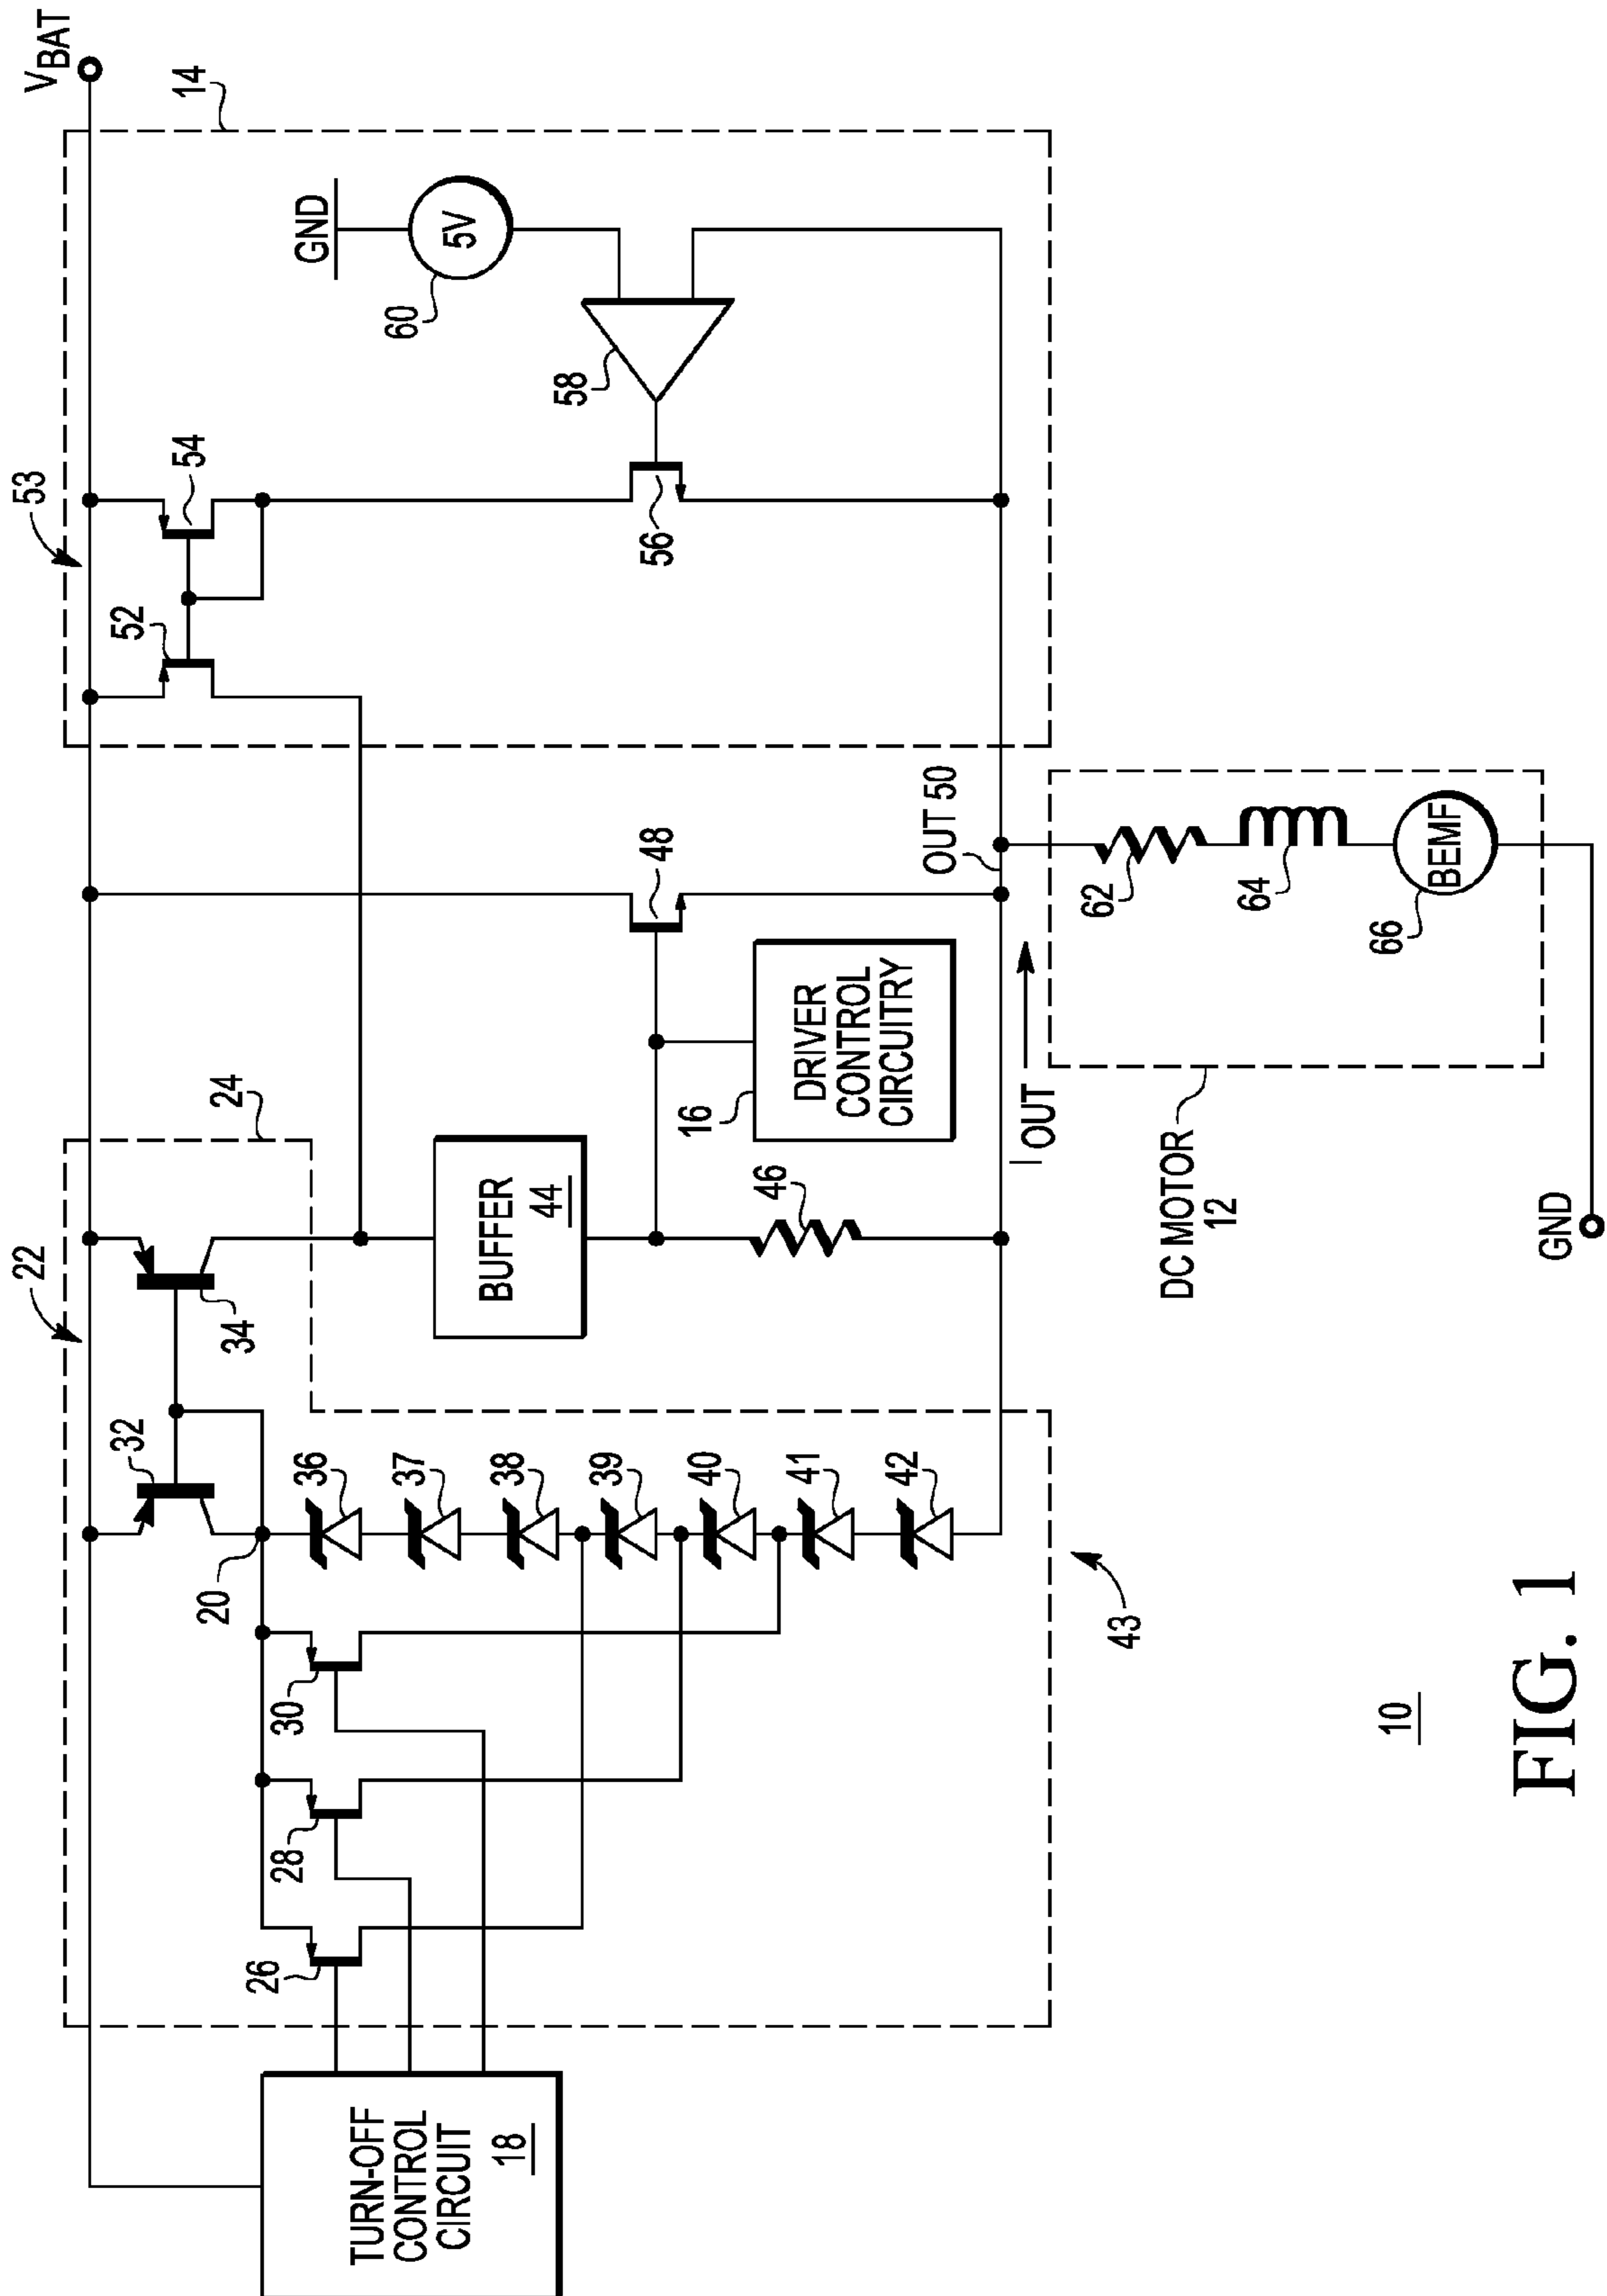 V BAT
53
14
22
24
52
54
GND
5V
60
32
34
20
36
37
38
39
40
41
42
26
28
30
TURN-OFF
CONTROL
CIRCUIT
18
BUFFER
44
46
48
56
58
16
DRIVER
CONTROL
CIRCUITRY
OUT 50
I OUT
43
62
64
66
BEMF
DC MOTOR
12
GND
10
FIG. 1